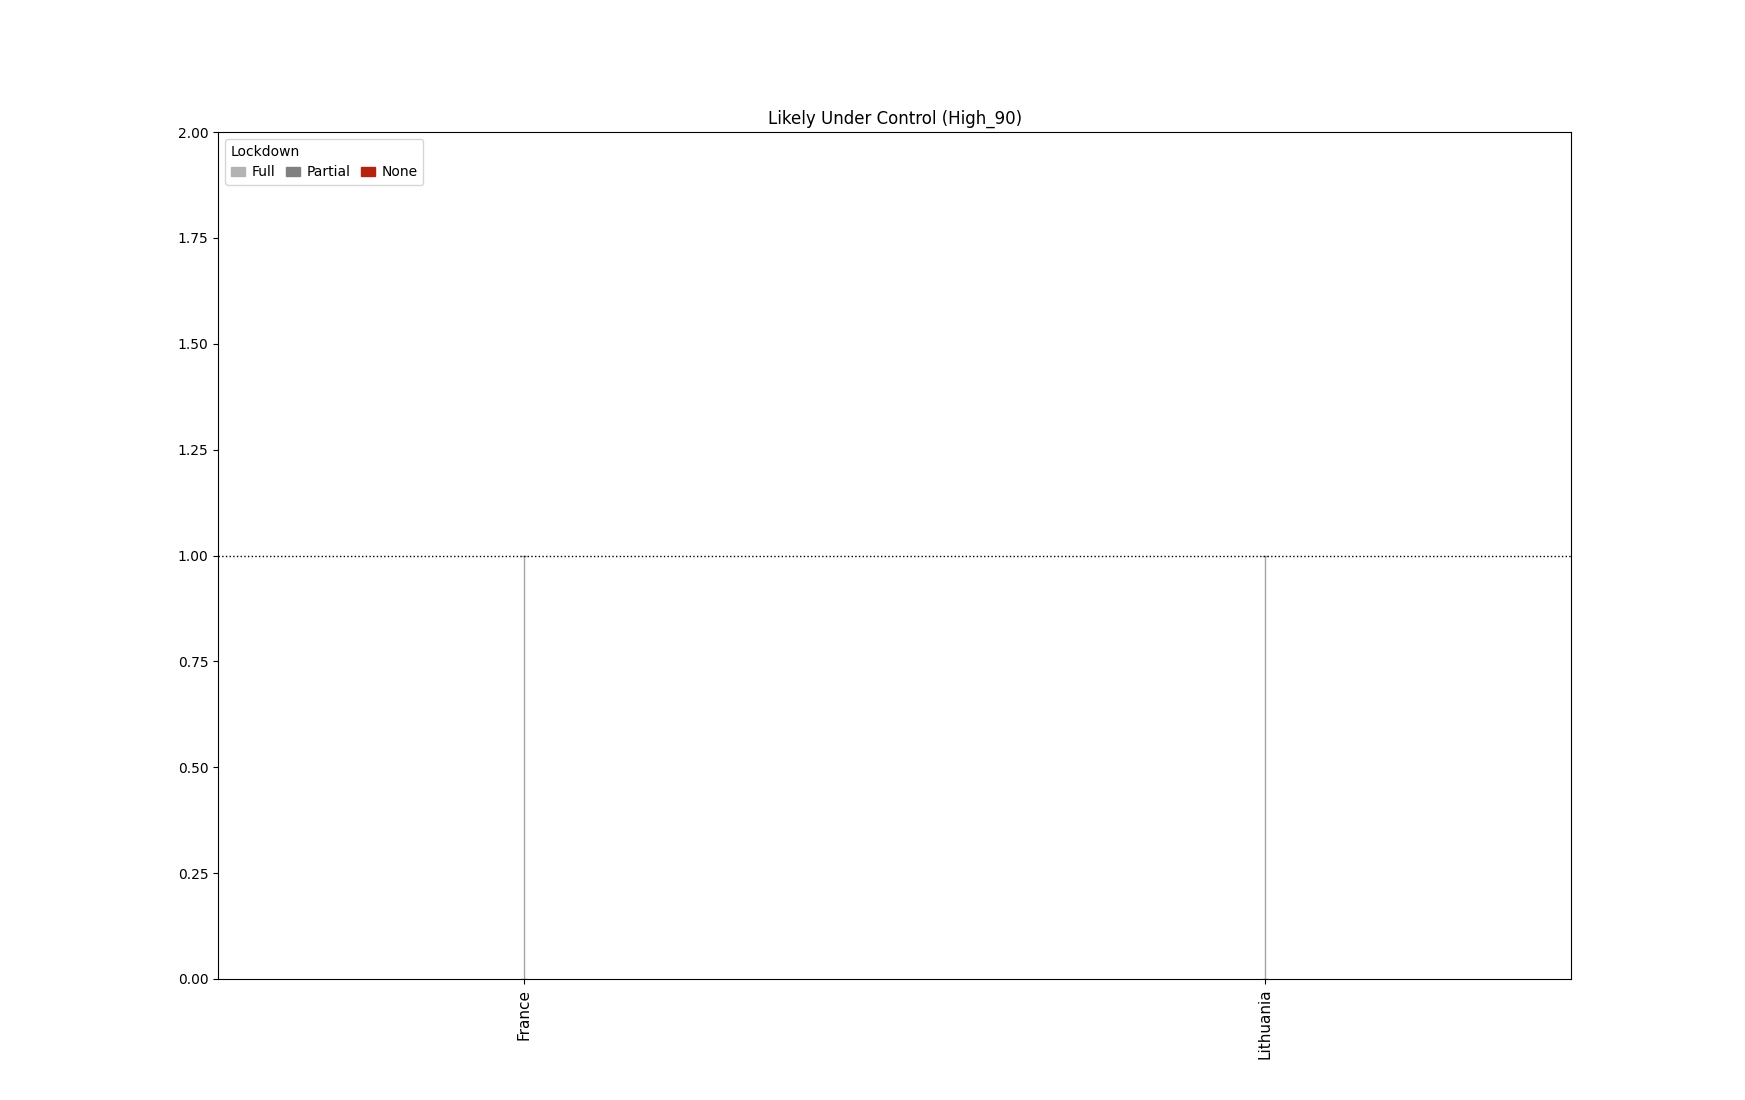 Likely Under Control (High_90)
2.00
Lockdown
Full Partial None
1.75
1.50
1.25
1.00
0.75
0.50
0.25
0.00
France
Lithuania